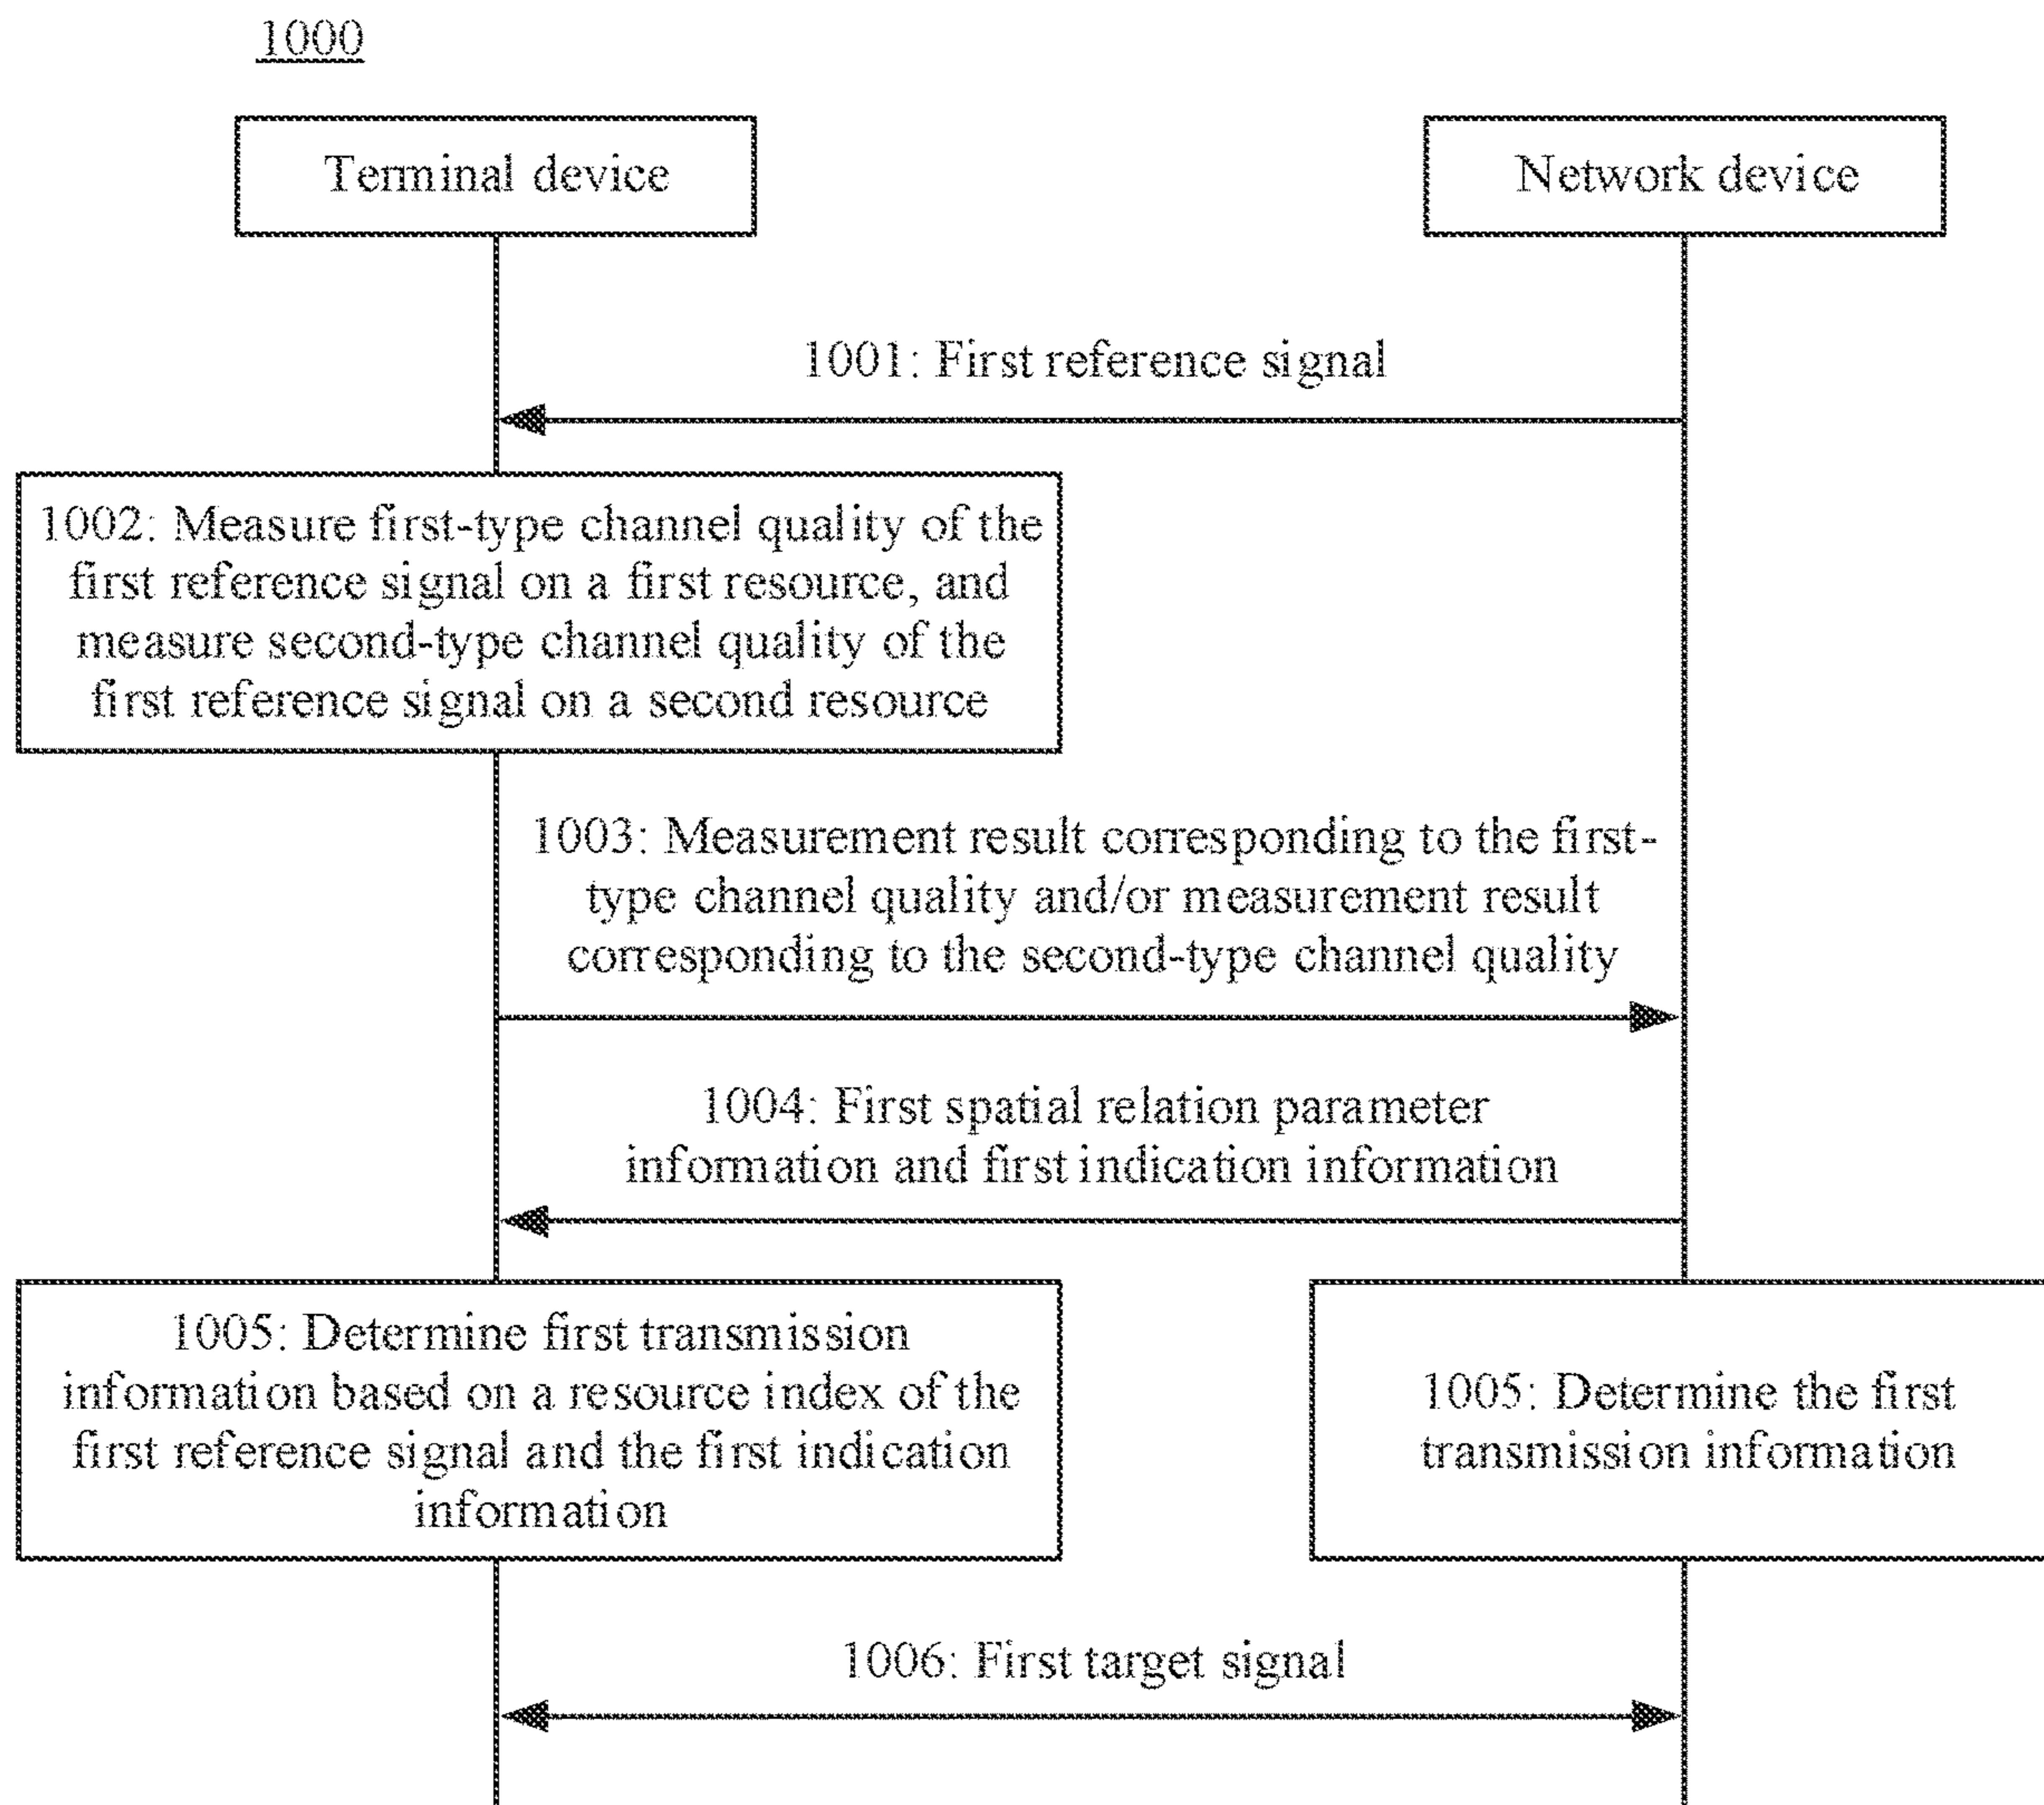 1000
Terminal device
Network device
1001: First reference signal
1002: Measure first-type channel quality of the
first reference signal on a first resource, and
measure second-type channel quality of the
first reference signal on a second resource
1003: Measurement result corresponding to the first-
type channel quality and/or measurement result
corresponding to the second-type channel quality
1004: First spatial relation parameter
information and first indication information
1005: Determine first transmission
information based on a resource index of the
first reference signal and the first indication
information
1005: Determine the first
transmission information
1006: First target signal